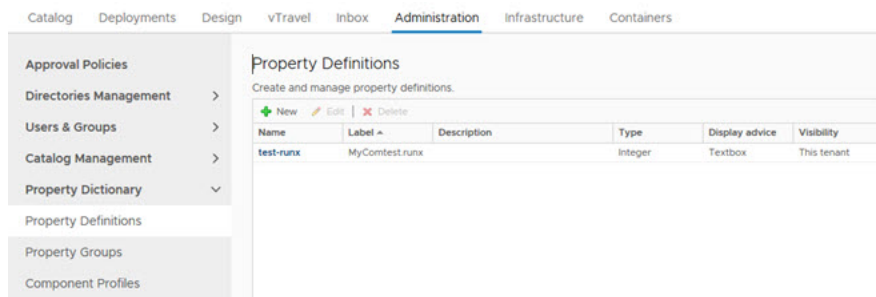 Catalog Deployments Design vTravel Inbox Administration Infrastructure Containers
Approval Policies
Directories Management
Users & Groups
Catalog Management
Property Dictionary
Property Definitions
Property Groups
Component Profiles
Property Definitions
Create and manage property definitions.
New Edit Delete
Name Label Description Type Display advice Visibility
test-runx MyComtest.runx Integer Textbox This tenant